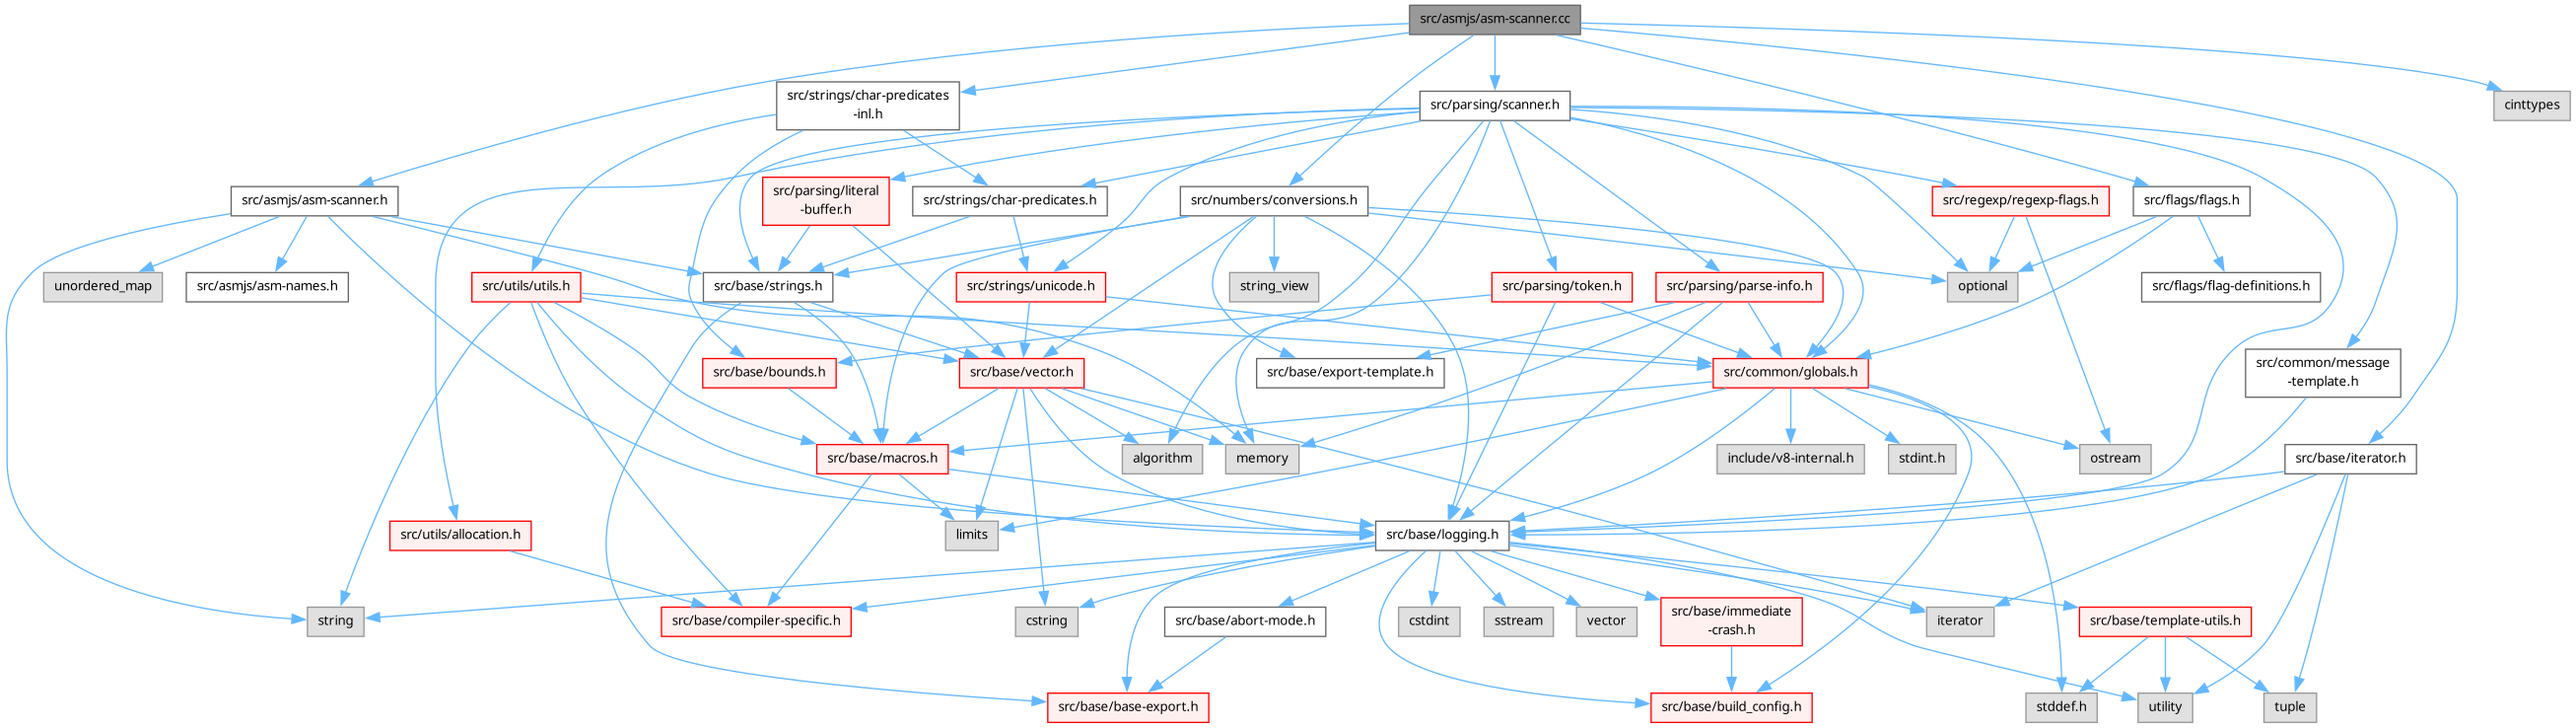 src/asmjs/asm-scanner.cc
src/strings/char-predicates
-inl.h
src/parsing/scanner.h
cinttypes
src/asmjs/asm-scanner.h
src/parsing/literal
-buffer.h
src/strings/char-predicates.h
src/numbers/conversions.h
src/regexp/regexp-flags.h
src/flags/flags.h
unordered_map
src/asmjs/asm-names.h
src/utils/utils.h
src/base/strings.h
src/strings/unicode.h
string_view
src/parsing/token.h
src/parsing/parse-info.h
optional
src/flags/flag-definitions.h
src/base/bounds.h
src/base/vector.h
src/base/export-template.h
src/common/globals.h
src/common/message
-template.h
src/base/macros.h
algorithm
memory
include/v8-internal.h
stdint.h
ostream
src/base/iterator.h
src/utils/allocation.h
limits
src/base/logging.h
string
src/base/compiler-specific.h
cstring
src/base/abort-mode.h
cstdint
sstream
vector
src/base/immediate
-crash.h
iterator
src/base/template-utils.h
src/base/base-export.h
src/base/build_config.h
stddef.h
utility
tuple